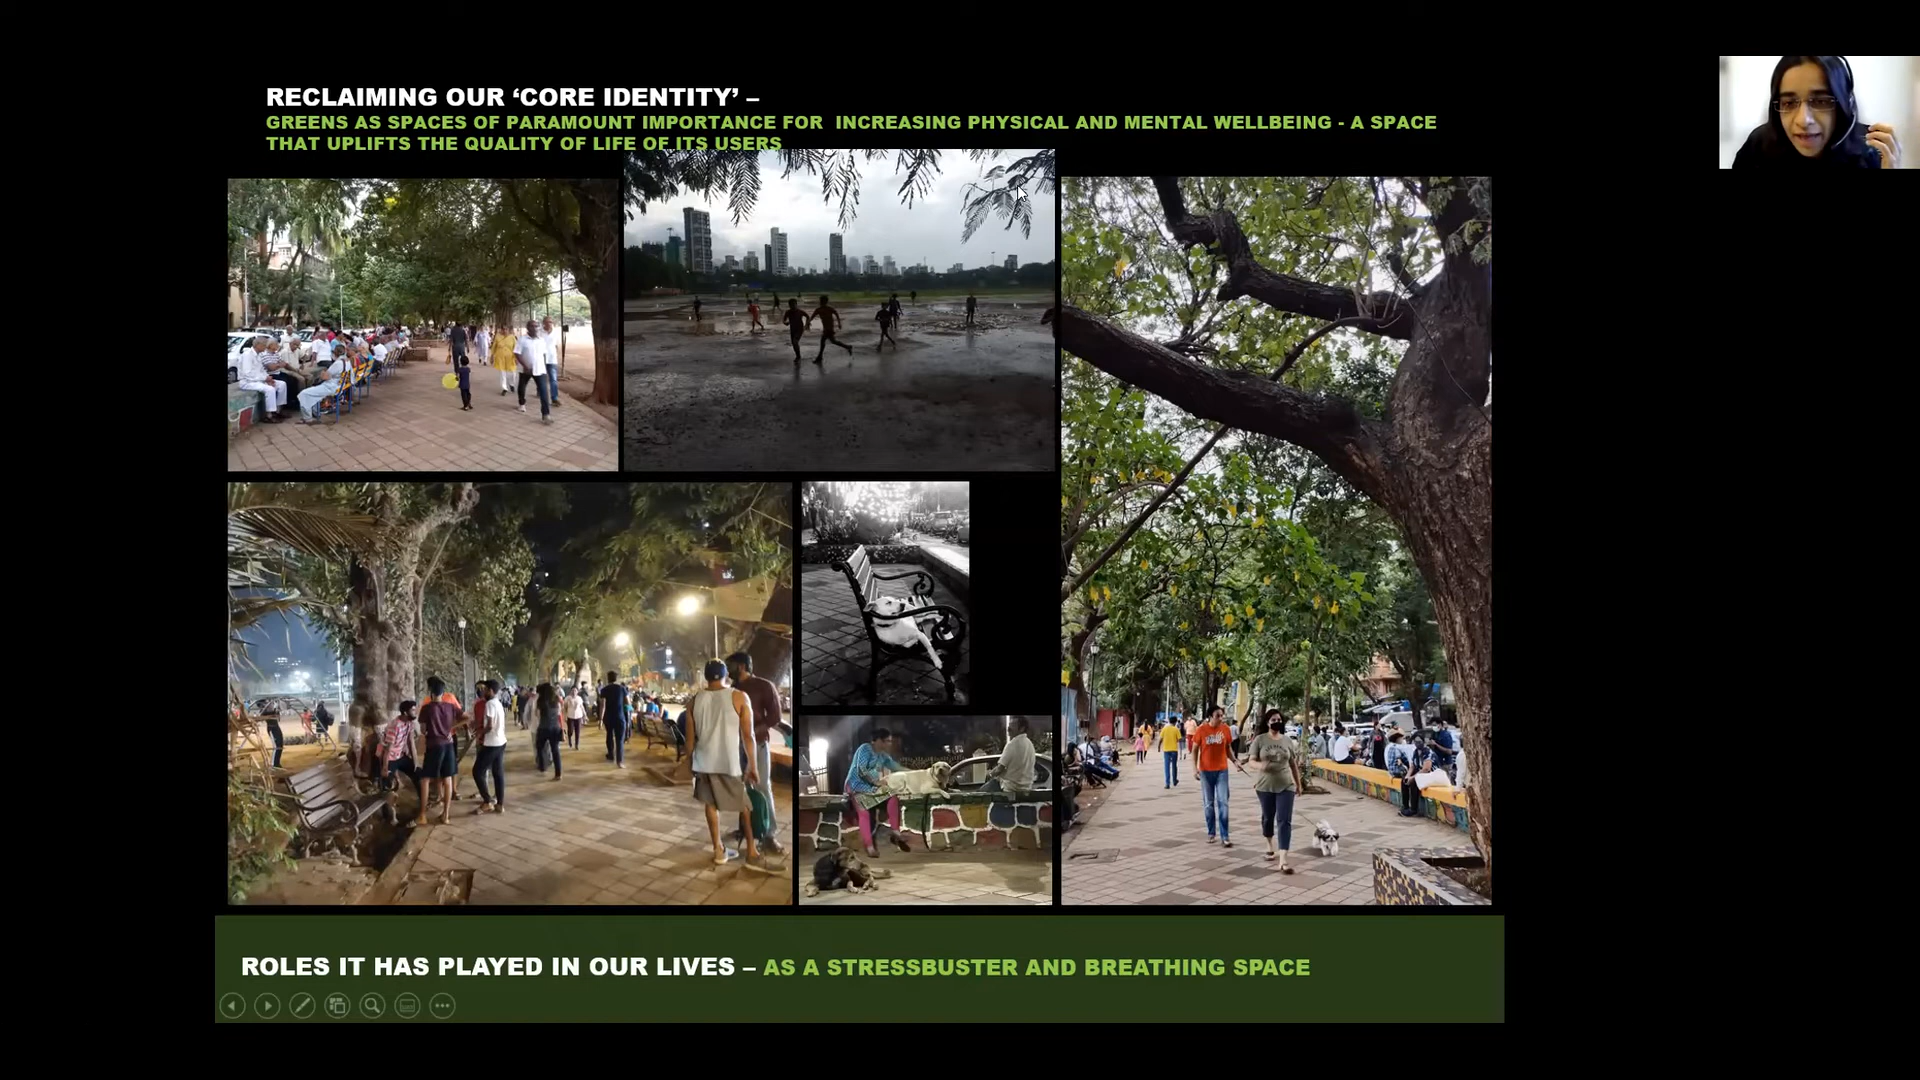 RECLAIMING OUR ‘CORE IDENTITY’ –
GREENS AS SPACES OF PARAMOUNT IMPORTANCE FOR  INCREASING PHYSICAL AND MENTAL WELLBEING - A SPACE
THAT UPLIFTS THE QUALITY OF LIFE OF ITS USERS
ROLES IT HAS PLAYED IN OUR LIVES – AS A STRESSBUSTER AND BREATHING SPACE